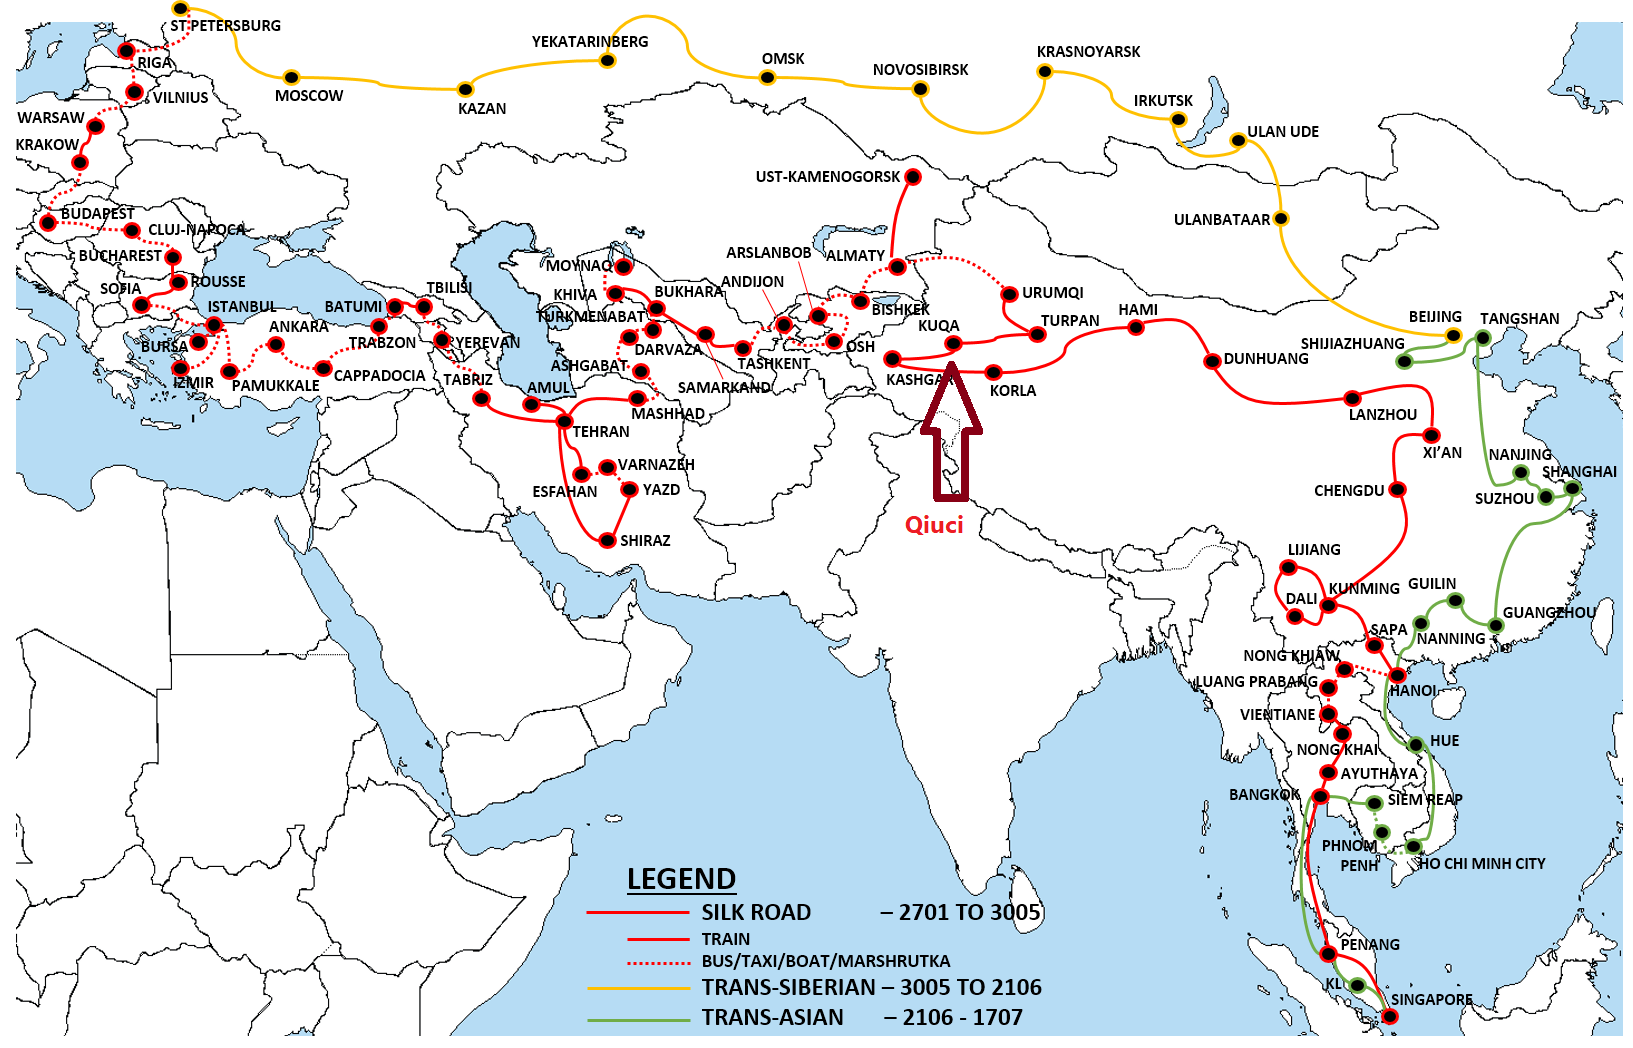 ST PETERSBURG
RIGA
VILNIUS
WARSAW
KRAKOW
MOSCOW
KAZAN
YEKATARINBERG
OMSK
NOVOSIBIRSK
KRASNOYARSK
IRKUTSK
ULAN UDE
ULANBATAAR
UST-KAMENOGORSK
BUDAPEST
CLUJ-NAPOCA
BUCHAREST
ROUSSE
SOFIA
ISTANBUL
BURSA
IZMIR
ANKARA
PAMUKKALE
CAPPADOCIA
TRABZON
BATUMI
TBILISI
YEREVAN
TABRIZ
AMUL
TEHRAN
MASHHAD
VARNAZEH
ESFAHAN
YAZD
SHIRAZ
MOYNAQ
KHIVA
BUKHARA
TURKMENABAT
DARVAZA
ASHGABAT
SAMARKAND
TASHKENT
ANDIJON
ARSLANBOB
ALMATY
BISHKEK
OSH
KUQA
KASHGA
KORLA
URUMQI
TURPAN
HAMI
DUNHUANG
LANZHOU
XI’AN
CHENGDU
BEIJING
TANGSHAN
SHIJIAZHUANG
NANJING
SHANGHAI
SUZHOU
Qiuci
LIJIANG
DALI
KUNMING
GUILIN
GUANGZHOU
NANNING
SAPA
NONG KHIAW
HANOI
LUANG PRABANG
VIENTIANE
NONG KHAI
HUE
AYUTHAYA
BANGKOK
SIEM REAP
PHNOM
PENH
HO CHI MINH CITY
PENANG
KL
SINGAPORE
LEGEND
SILK ROAD – 2701 TO 3005
TRAIN
BUS/TAXI/BOAT/MARSHRUTKA
TRANS-SIBERIAN – 3005 TO 2106
TRANS-ASIAN – 2106 - 1707